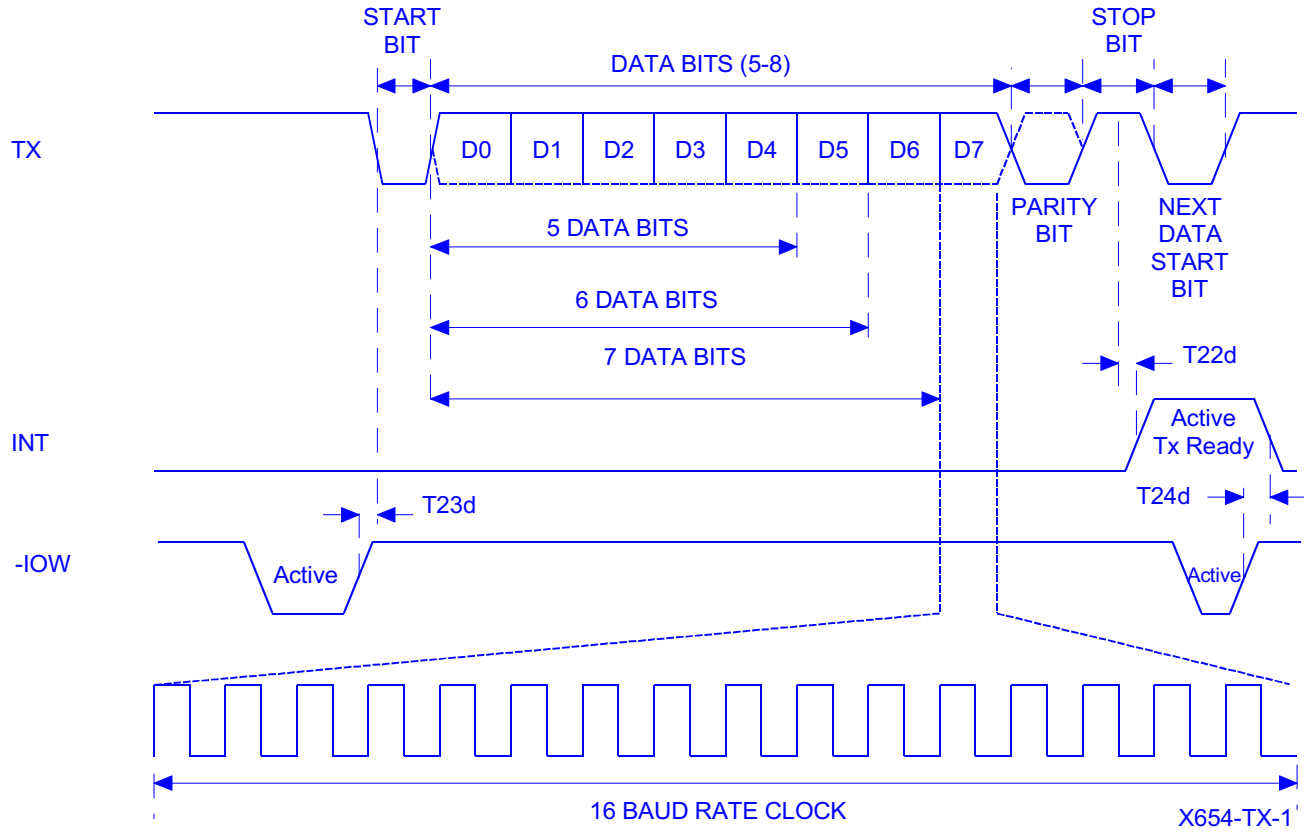 START
BIT
STOP
BIT
DATA BITS (5-8)
TX
D0 D1 D2 D3 D4 D5 D6 D7
PARITY
BIT
NEXT
DATA
START
BIT
5 DATA BITS
6 DATA BITS
7 DATA BITS
T22d
INT
Active
Tx Ready
T23d
T24d
-IOW
Active
Active
16 BAUD RATE CLOCK
X654-TX-1